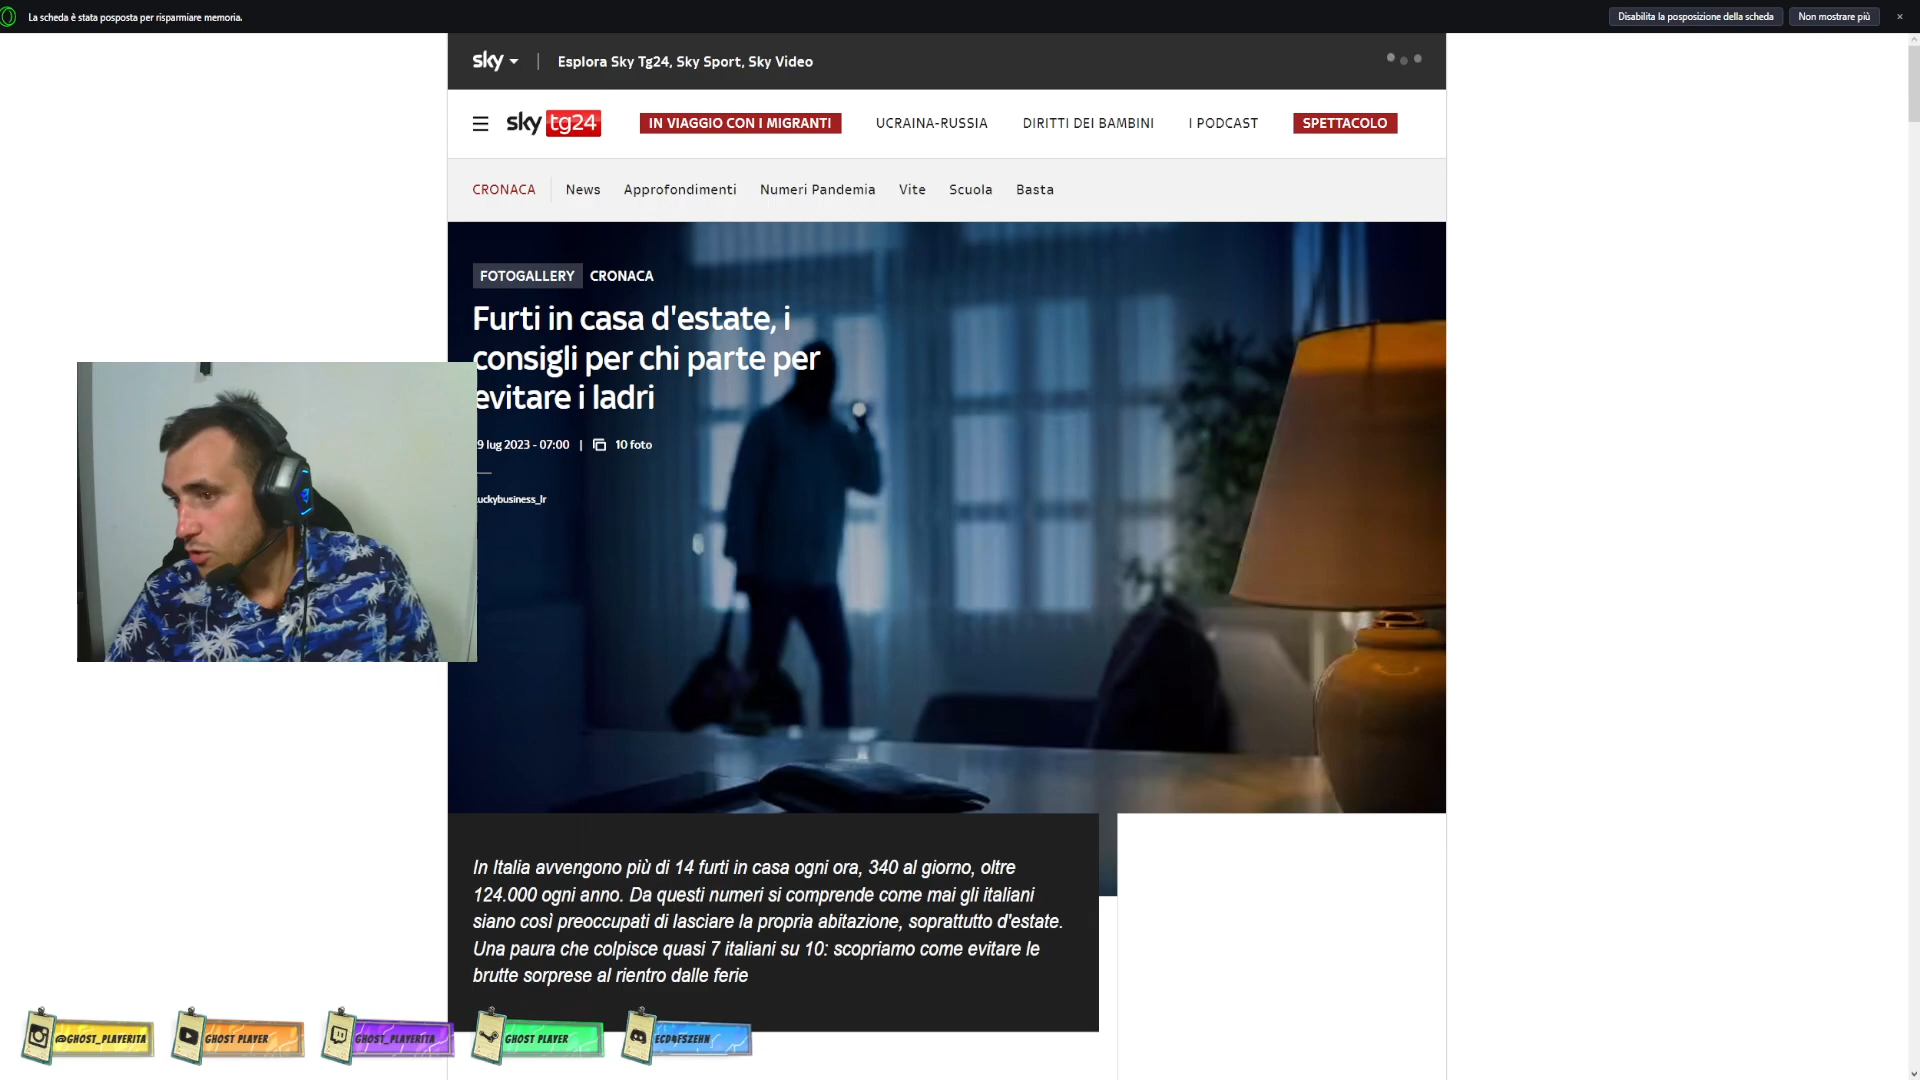 La scheda è stata posposta per risparmiare memoria.
Disabilita la posposizione della scheda
Non mostrare più
sky
Esplora Sky Tg24, Sky Sport, Sky Video
sky tg24
IN VIAGGIO CON I MIGRANTI
UCRAINA-RUSSIA
DIRITTI DEI BAMBINI
I PODCAST
SPETTACOLO
CRONACA
News
Approfondimenti
Numeri Pandemia
Vite
Scuola
Basta
FOTOGALLERY CRONACA
Furti in casa d'estate, i
consigli per chi parte per
evitare i ladri
9 lug 2023 - 07:00 | 10 foto
uckybusiness_Ir
In Italia avvengono più di 14 furti in casa ogni ora, 340 al giorno, oltre
124.000 ogni anno. Da questi numeri si comprende come mai gli italiani
siano così preoccupati di lasciare la propria abitazione, soprattutto d'estate.
Una paura che colpisce quasi 7 italiani su 10: scopriamo come evitare le
brutte sorprese al rientro dalle ferie
@GHOST_PLAYERITA
GHOST PLAYER
GHOST_PLAYERITA
GHOST PLAYER
ECD4FSZEHN